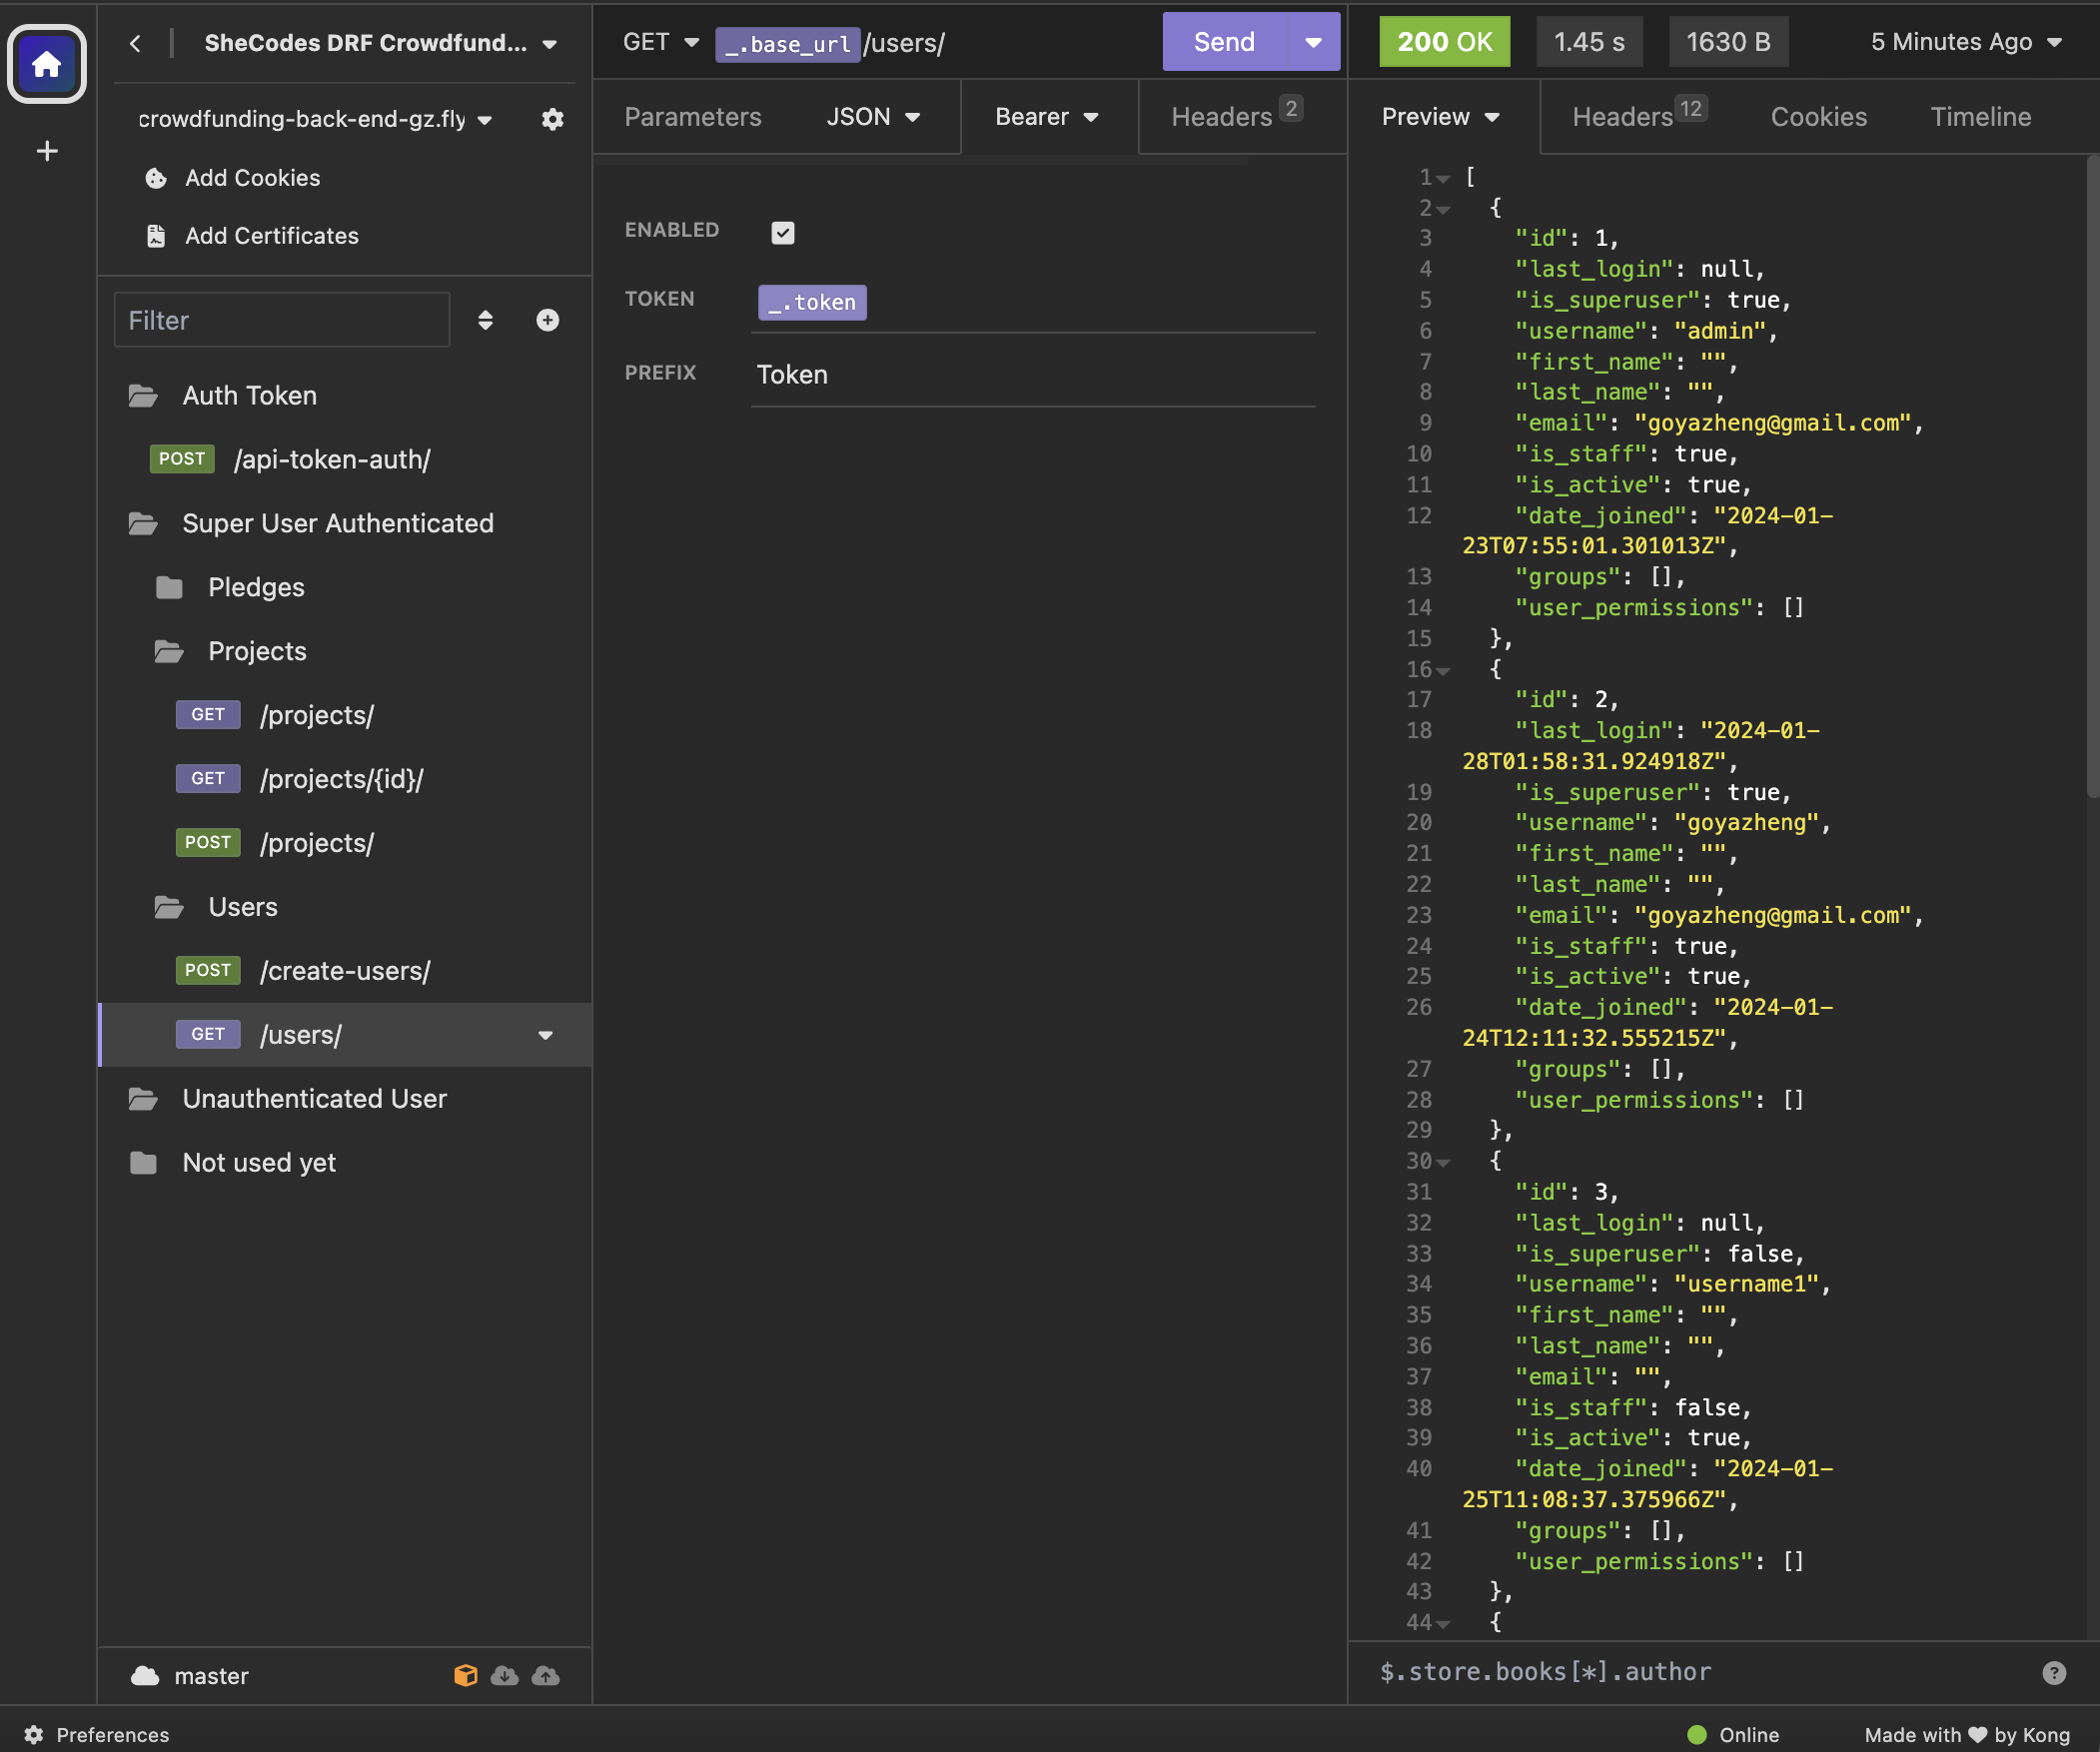 SheCodes DRF Crowdfund...
crowdfunding-back-end-gz.fly
Add Cookies
Add Certificates
Filter
Auth Token
POST /api-token-auth/
Super User Authenticated
Pledges
Projects
GET /projects/
GET /projects/{id}/
POST /projects/
Users
POST /create-users/
GET /users/
Unauthenticated User
Not used yet
master
GET _.base_url /users/ Send
Parameters JSON Bearer Headers 2
ENABLED
TOKEN _.token
PREFIX Token
200 OK 1.45 s 1630 B 5 Minutes Ago
Preview Headers 12 Cookies Timeline
1 [
2 {
3 "id": 1,
4 "last_login": null,
5 "is_superuser": true,
6 "username": "admin",
7 "first_name": "",
8 "last_name": "",
9 "email": "goyazheng@gmail.com",
10 "is_staff": true,
11 "is_active": true,
12 "date_joined": "2024-01-
23T07:55:01.301013Z",
13 "groups": [],
14 "user_permissions": []
15 },
16 {
17 "id": 2,
18 "last_login": "2024-01-
28T01:58:31.924918Z",
19 "is_superuser": true,
20 "username": "goyazheng",
21 "first_name": "",
22 "last_name": "",
23 "email": "goyazheng@gmail.com",
24 "is_staff": true,
25 "is_active": true,
26 "date_joined": "2024-01-
24T12:11:32.555215Z",
27 "groups": [],
28 "user_permissions": []
29 },
30 {
31 "id": 3,
32 "last_login": null,
33 "is_superuser": false,
34 "username": "username1",
35 "first_name": "",
36 "last_name": "",
37 "email": "",
38 "is_staff": false,
39 "is_active": true,
40 "date_joined": "2024-01-
25T11:08:37.375966Z",
41 "groups": [],
42 "user_permissions": []
43 },
44 {
$.store.books[*].author
Preferences
Online
Made with ♥ by Kong